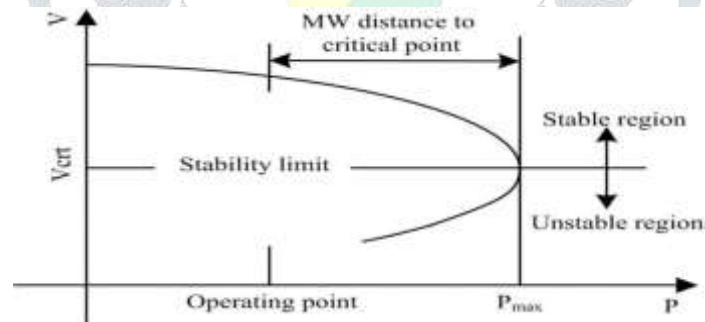 V
MW distance to
critical point
Stable region
Vcrt
Stability limit
Unstable region
Operating point
Pmax
P